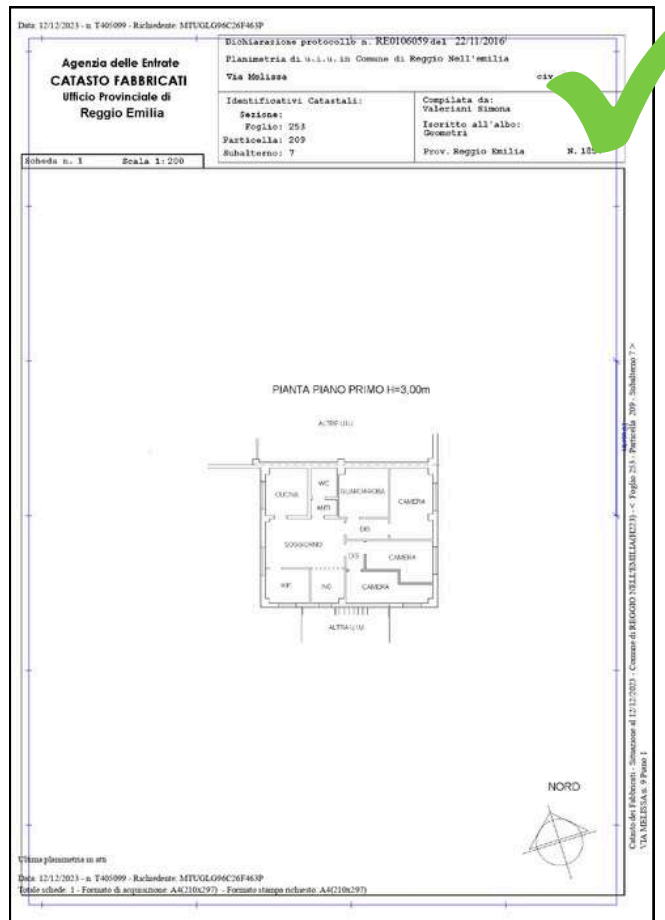 Data: 12/12/2023 - n. T405099 - Richiedente: MTUGLG96C26F463P
Agenzia delle Entrate
CATASTO FABBRICATI
Ufficio Provinciale di
Reggio Emilia
Dichiarazione protocollo n. RE0106059 del 22/11/2016
Planimetria di u.i.u. in Comune di Reggio Nell'emilia
Via Melissa
civ.
Identificativi Catastali:
Sezione:
Foglio: 253
Particella: 209
Subalterno: 7
Compilata da:
Valeriani Simona
Iscritto all'albo:
Geometri
Prov. Reggio Emilia
Scheda n. 1 Scala 1:200
PIANTA PIANO PRIMO H=3,00m
ALTRE U.I.U.
CUCINA
WC
ANTI
GUARDAROBA
CAMERA
DIS
SOGGIORNO
DIS
CAMERA
RIP.
ING
CAMERA
ALTRA U.I.U.
NORD
Catasto dei Fabbricati - Situazione al 12/12/2023 - Comune di REGGIO NELL'EMILIA(H223) - < Foglio 253 - Particella 209 - Subalterno 7 >
VIA MELISSA n. 9 Piano 1
Ultima planimetria in atti
Data: 12/12/2023 - n. T405099 - Richiedente: MTUGLG96C26F463P
Totale schede: 1 - Formato di acquisizione: A4(210x297) - Formato stampa richiesto: A4(210x297)